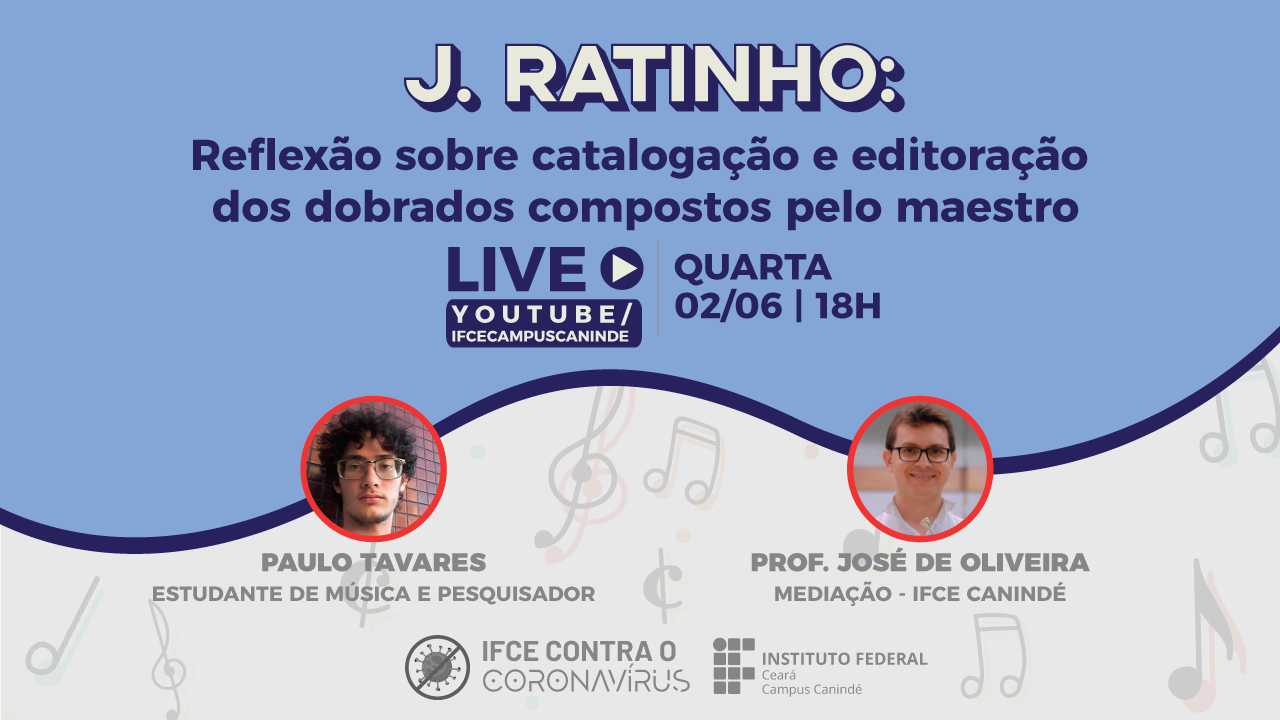 J. RATINHO:
Reflexão sobre catalogação e editoração
dos dobrados compostos pelo maestro
LIVE
YOUTUBE/
IFCECAMPUSCANINDE
QUARTA
02/06 | 18H
PAULO TAVARES
ESTUDANTE DE MÚSICA E PESQUISADOR
PROF. JOSÉ DE OLIVEIRA
MEDIAÇÃO - IFCE CANINDÉ
IFCE CONTRA O
CORONAVÍRUS
INSTITUTO FEDERAL
Ceará
Campus Canindé